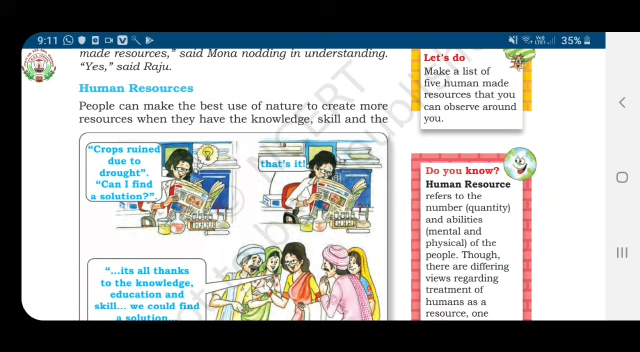 9:11
35%
made resources," said Mona nodding in understanding.
"Yes," said Raju.
Human Resources
People can make the best use of nature to create more
resources when they have the knowledge, skill and the
"Crops ruined
due to
drought".
"Can I find
a solution?".
that's it!
"...its all thanks
to the knowledge,
education and
skill... we could find
a solution...
Let's do
Make a list of
five human made
resources that you
can observe around
you.
Do you know?
Human Resource
refers to the
number (quantity)
and abilities
(mental and
physical) of the
people. Though,
there are differing
views regarding
treatment of
humans as a
resource, one